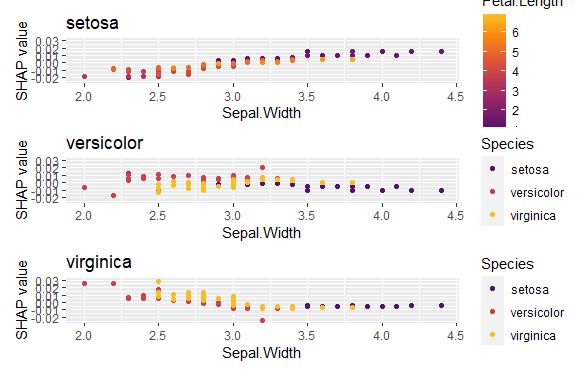 setosa
SHAP value
0.03
0.02
0.01
0.00
-0.01
-0.02
2.0 2.5 3.0 3.5 4.0 4.5
Sepal.Width
Petal.Length
6
5
4
3
2
versicolor
SHAP value
0.03
0.02
0.01
0.00
-0.01
-0.02
2.0 2.5 3.0 3.5 4.0 4.5
Sepal.Width
Species
setosa
versicolor
virginica
virginica
SHAP value
0.03
0.02
0.01
0.00
-0.01
-0.02
2.0 2.5 3.0 3.5 4.0 4.5
Sepal.Width
Species
setosa
versicolor
virginica